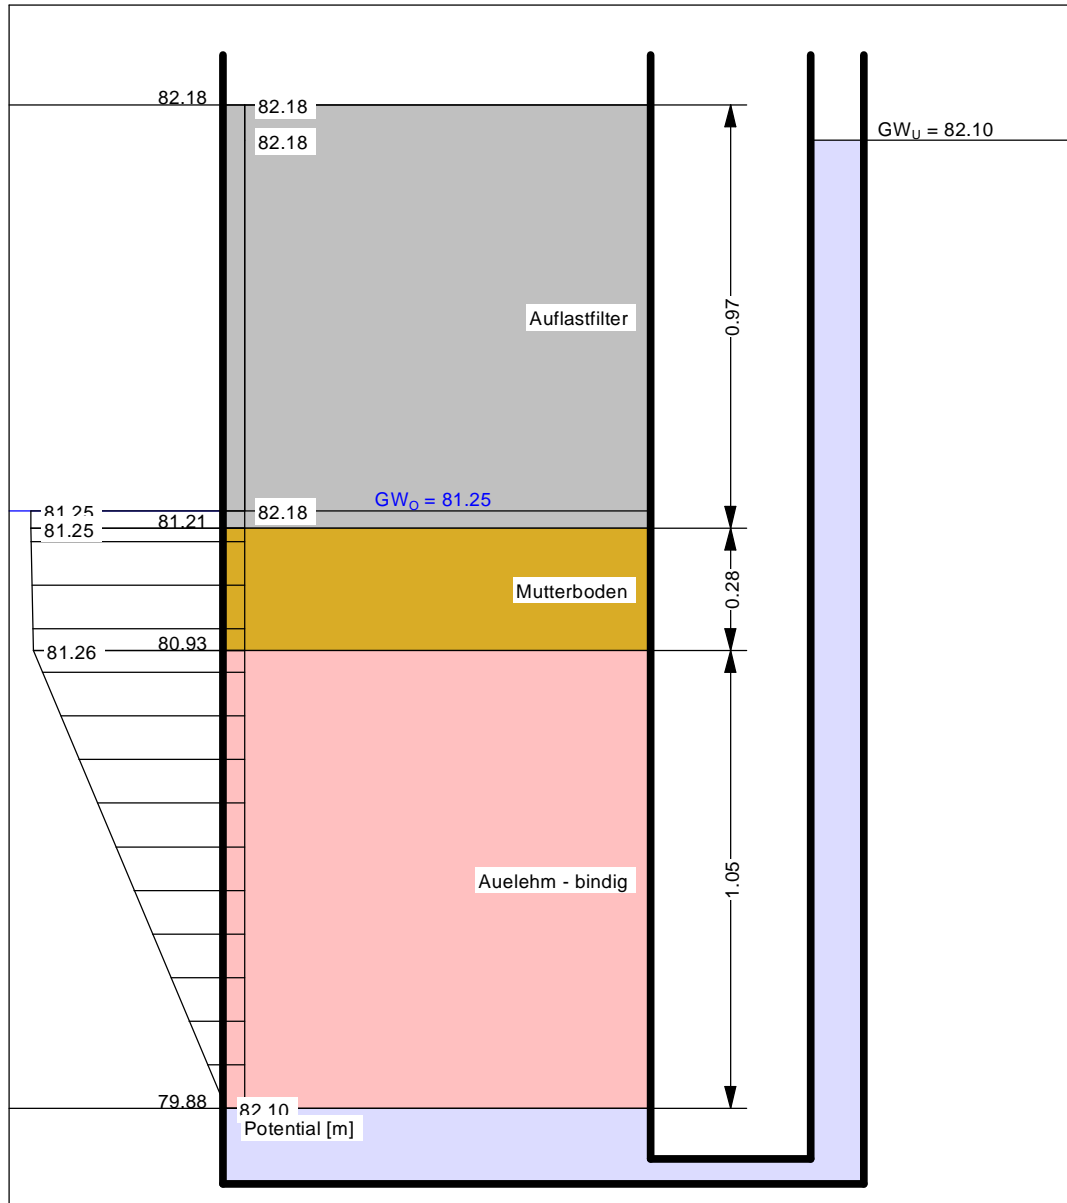 82.18
82.18
GWU = 82.10
82.18
0.97
Auflastfilter
GWO = 81.25
81.25
81.21
82.18
81.25
0.28
Mutterboden
80.93
81.26
1.05
Auelehm - bindig
79.88
82.10
Potential [m]